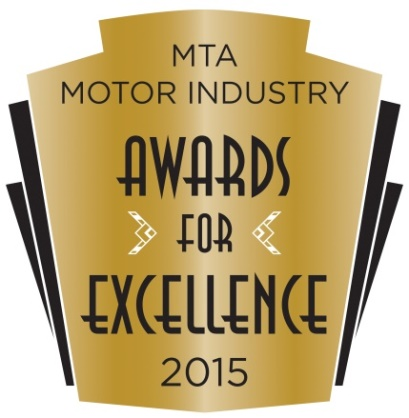 MTA
MOTOR INDUSTRY
AWARDS
FOR
EXCELLENCE
2015